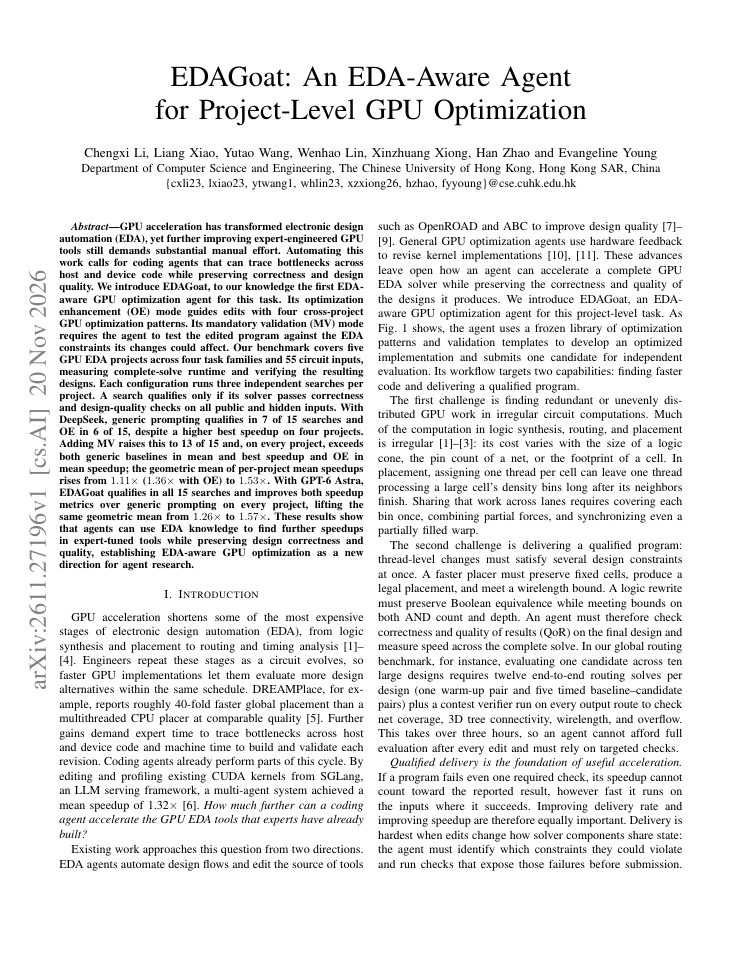 EDAGoat: An EDA-Aware Agent
for Project-Level GPU Optimization
Chengxi Li, Liang Xiao, Yutao Wang, Wenhao Lin, Xinzhuang Xiong, Han Zhao and Evangeline Young
Department of Computer Science and Engineering, The Chinese University of Hong Kong, Hong Kong SAR, China
{cxli23, lxiao23, ytwang1, whlin23, xzxiong26, hzhao, fyyoung}@cse.cuhk.edu.hk
arXiv:2611.27196v1 [cs.AI] 20 Nov 2026
Abstract—GPU acceleration has transformed electronic design
automation (EDA), yet further improving expert-engineered GPU
tools still demands substantial manual effort. Automating this
work calls for coding agents that can trace bottlenecks across
host and device code while preserving correctness and design
quality. We introduce EDAGoat, to our knowledge the first EDA-
aware GPU optimization agent for this task. Its optimization
enhancement (OE) mode guides edits with four cross-project
GPU optimization patterns. Its mandatory validation (MV) mode
requires the agent to test the edited program against the EDA
constraints its changes could affect. Our benchmark covers five
GPU EDA projects across four task families and 55 circuit inputs,
measuring complete-solve runtime and verifying the resulting
designs. Each configuration runs three independent searches per
project. A search qualifies only if its solver passes correctness
and design-quality checks on all public and hidden inputs. With
DeepSeek, generic prompting qualifies in 7 of 15 searches and
OE in 6 of 15, despite a higher best speedup on four projects.
Adding MV raises this to 13 of 15 and, on every project, exceeds
both generic baselines in mean and best speedup and OE in
mean speedup; the geometric mean of per-project mean speedups
rises from 1.11× (1.36× with OE) to 1.53×. With GPT-6 Astra,
EDAGoat qualifies in all 15 searches and improves both speedup
metrics over generic prompting on every project, lifting the
same geometric mean from 1.26× to 1.57×. These results show
that agents can use EDA knowledge to find further speedups
in expert-tuned tools while preserving design correctness and
quality, establishing EDA-aware GPU optimization as a new
direction for agent research.
I. INTRODUCTION
GPU acceleration shortens some of the most expensive
stages of electronic design automation (EDA), from logic
synthesis and placement to routing and timing analysis [1]–
[4]. Engineers repeat these stages as a circuit evolves, so
faster GPU implementations let them evaluate more design
alternatives within the same schedule. DREAMPlace, for ex-
ample, reports roughly 40-fold faster global placement than a
multithreaded CPU placer at comparable quality [5]. Further
gains demand expert time to trace bottlenecks across host
and device code and machine time to build and validate each
revision. Coding agents already perform parts of this cycle. By
editing and profiling existing CUDA kernels from SGLang,
an LLM serving framework, a multi-agent system achieved a
mean speedup of 1.32× [6]. How much further can a coding
agent accelerate the GPU EDA tools that experts have already
built?
Existing work approaches this question from two directions.
EDA agents automate design flows and edit the source of tools
such as OpenROAD and ABC to improve design quality [7]–
[9]. General GPU optimization agents use hardware feedback
to revise kernel implementations [10], [11]. These advances
leave open how an agent can accelerate a complete GPU
EDA solver while preserving the correctness and quality of
the designs it produces. We introduce EDAGoat, an EDA-
aware GPU optimization agent for this project-level task. As
Fig. 1 shows, the agent uses a frozen library of optimization
patterns and validation templates to develop an optimized
implementation and submits one candidate for independent
evaluation. Its workflow targets two capabilities: finding faster
code and delivering a qualified program.
The first challenge is finding redundant or unevenly dis-
tributed GPU work in irregular circuit computations. Much
of the computation in logic synthesis, routing, and placement
is irregular [1]–[3]: its cost varies with the size of a logic
cone, the pin count of a net, or the footprint of a cell. In
placement, assigning one thread per cell can leave one thread
processing a large cell's density bins long after its neighbors
finish. Sharing that work across lanes requires covering each
bin once, combining partial forces, and synchronizing even a
partially filled warp.
The second challenge is delivering a qualified program:
thread-level changes must satisfy several design constraints
at once. A faster placer must preserve fixed cells, produce a
legal placement, and meet a wirelength bound. A logic rewrite
must preserve Boolean equivalence while meeting bounds on
both AND count and depth. An agent must therefore check
correctness and quality of results (QoR) on the final design and
measure speed across the complete solve. In our global routing
benchmark, for instance, evaluating one candidate across ten
large designs requires twelve end-to-end routing solves per
design (one warm-up pair and five timed baseline–candidate
pairs) plus a contest verifier run on every output route to check
net coverage, 3D tree connectivity, wirelength, and overflow.
This takes over three hours, so an agent cannot afford full
evaluation after every edit and must rely on targeted checks.
Qualified delivery is the foundation of useful acceleration.
If a program fails even one required check, its speedup cannot
count toward the reported result, however fast it runs on
the inputs where it succeeds. Improving delivery rate and
improving speedup are therefore equally important. Delivery is
hardest when edits change how solver components share state:
the agent must identify which constraints they could violate
and run checks that expose those failures before submission.